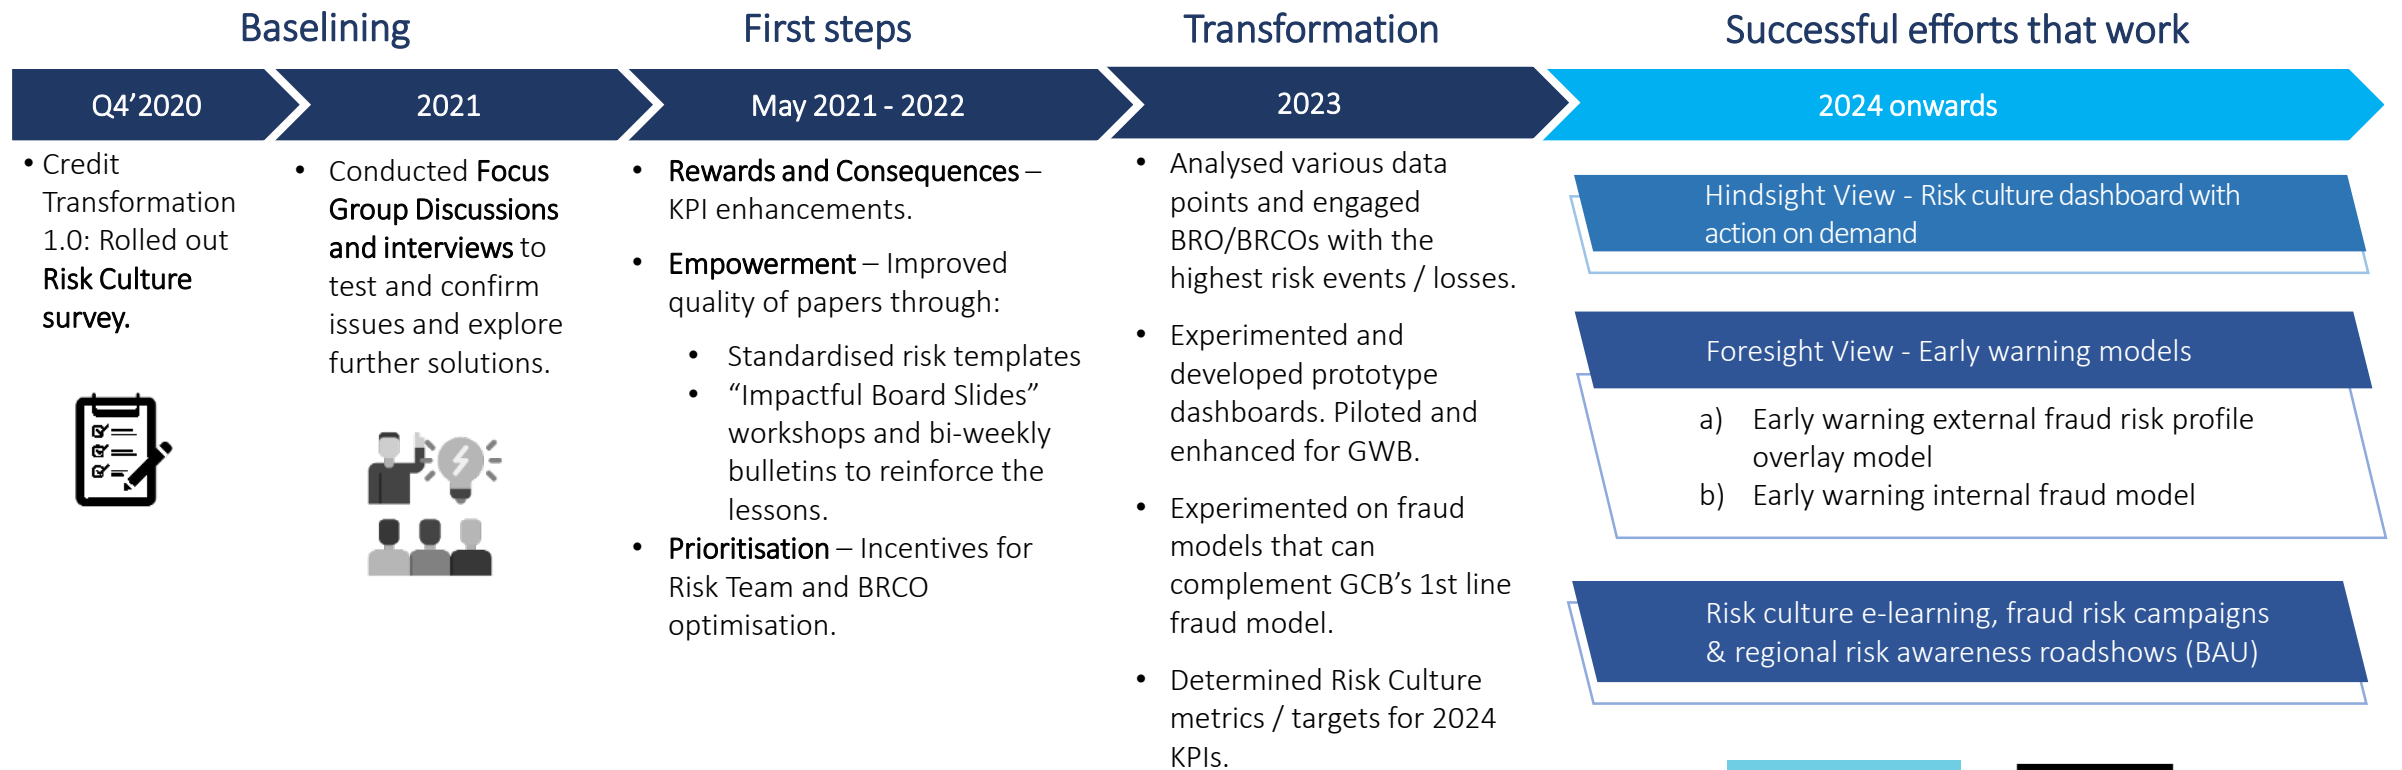 Baselining
First steps
Transformation
Successful efforts that work
Q4’2020
2021
May 2021 - 2022
2023
2024 onwards
• Credit
Transformation
1.0: Rolled out
Risk Culture
survey.
• Conducted Focus
Group Discussions
and interviews to
test and confirm
issues and explore
further solutions.
• Rewards and Consequences –
KPI enhancements.
• Empowerment – Improved
quality of papers through:
• Standardised risk templates
• “Impactful Board Slides”
workshops and bi-weekly
bulletins to reinforce the
lessons.
• Prioritisation – Incentives for
Risk Team and BRCO
optimisation.
• Analysed various data
points and engaged
BRO/BRCOs with the
highest risk events / losses.
• Experimented and
developed prototype
dashboards. Piloted and
enhanced for GWB.
• Experimented on fraud
models that can
complement GCB’s 1st line
fraud model.
• Determined Risk Culture
metrics / targets for 2024
KPIs.
Hindsight View - Risk culture dashboard with
action on demand
Foresight View - Early warning models
a) Early warning external fraud risk profile
overlay model
b) Early warning internal fraud model
Risk culture e-learning, fraud risk campaigns
& regional risk awareness roadshows (BAU)